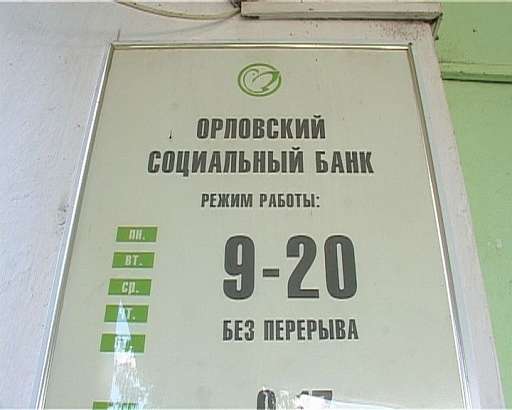 ОРЛОВСКИЙ
СОЦИАЛЬНЫЙ БАНК
РЕЖИМ РАБОТЫ:
ПН.
ВТ.
СР.
9-20
БЕЗ ПЕРЕРЫВА